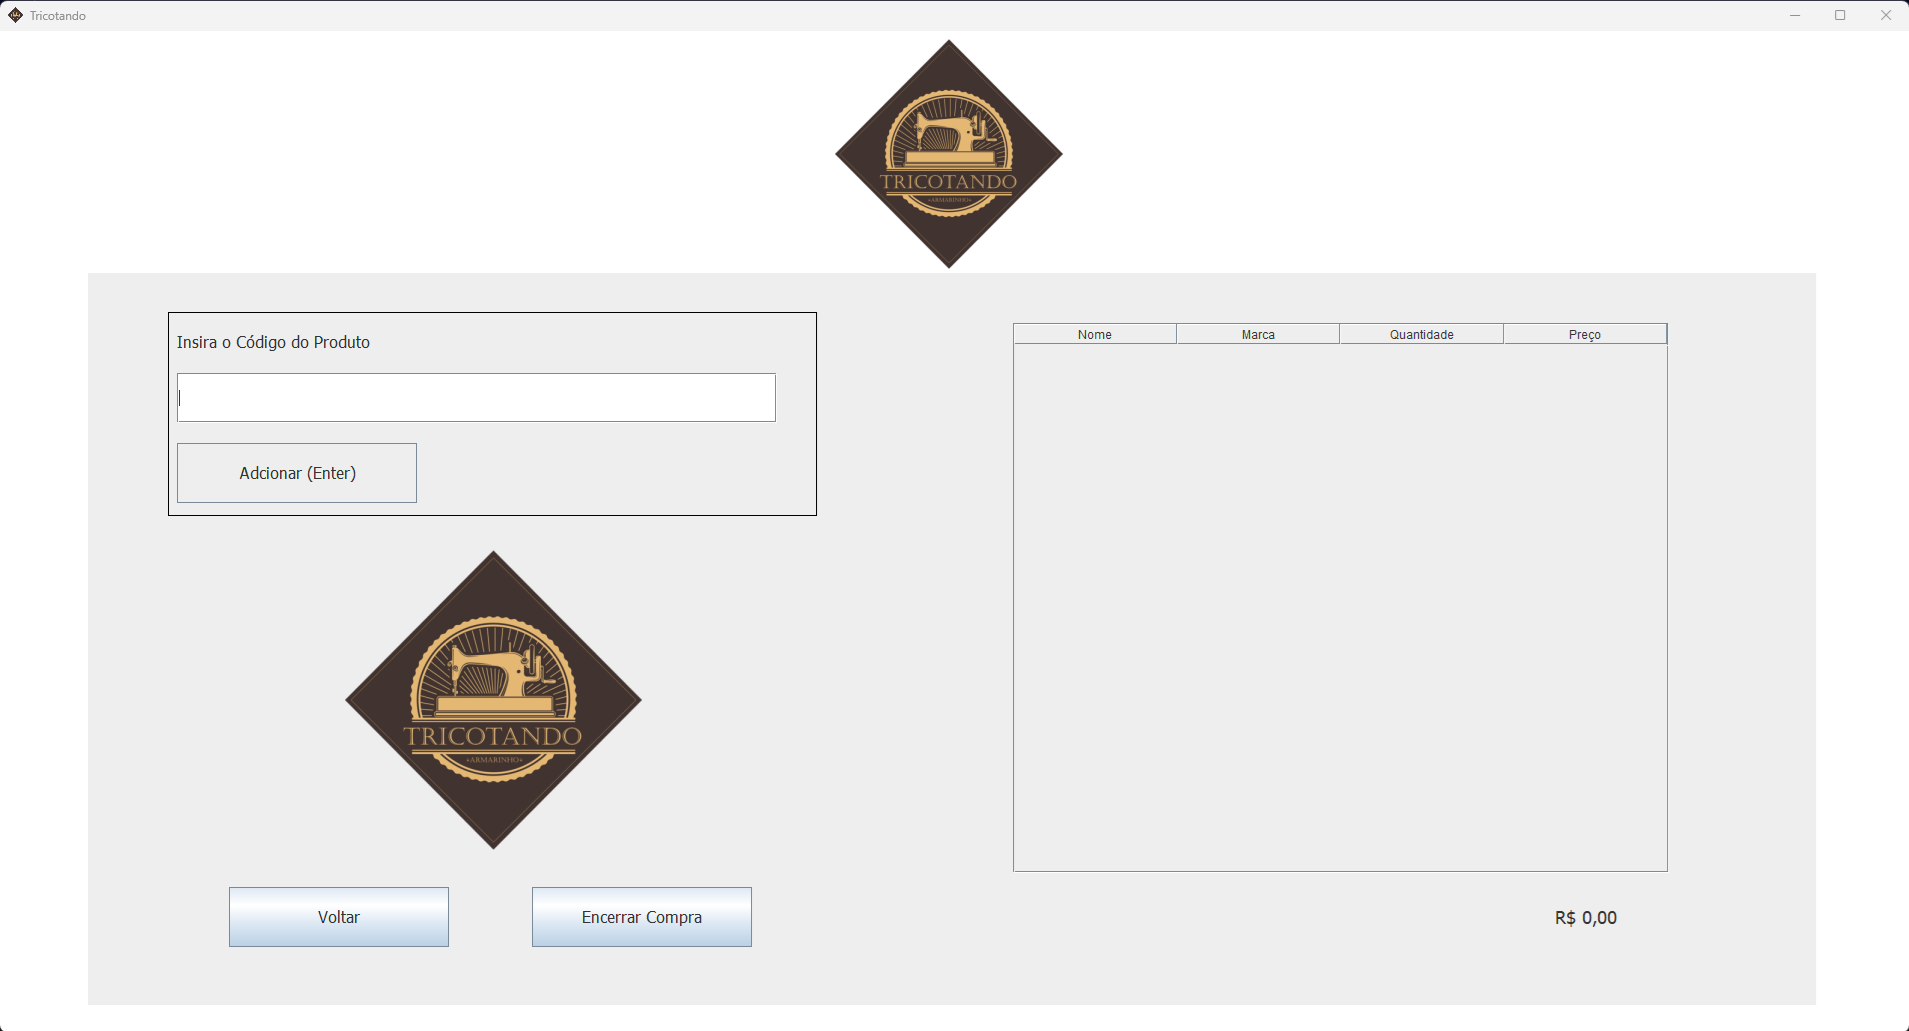 Tricotando
TRICOTANDO
ARMARINHO
Insira o Código do Produto
Adcionar (Enter)
TRICOTANDO
ARMARINHO
Voltar
Encerrar Compra
Nome Marca Quantidade Preço
R$ 0,00